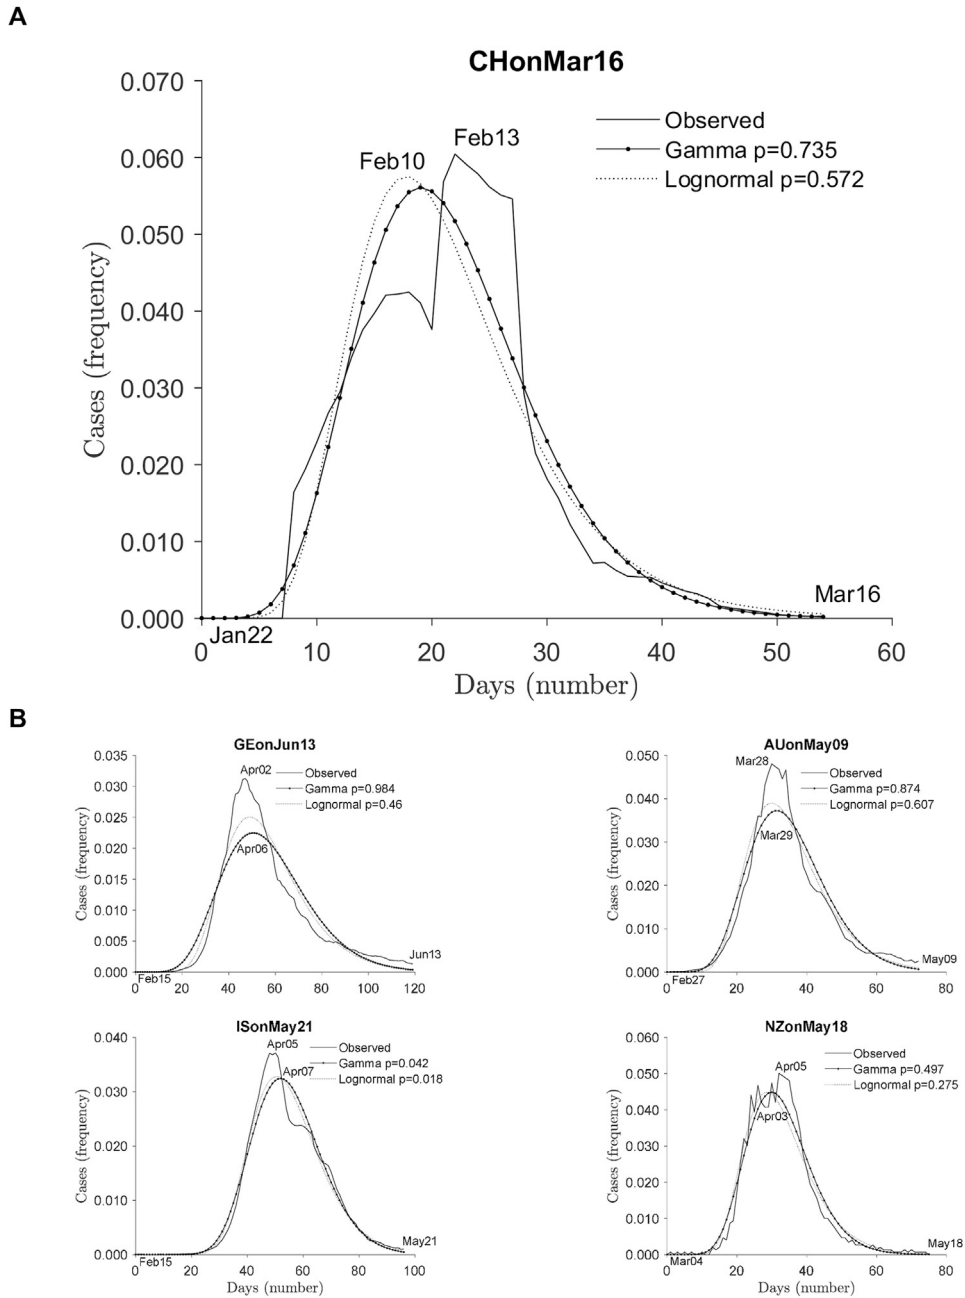 A
CHonMar16
0.070
0.060
0.050
0.040
0.030
0.020
0.010
0.000
Cases (frequency)
Feb10
Feb13
Observed
Gamma p=0.735
Lognormal p=0.572
Mar16
Jan22
0 10 20 30 40 50 60
Days (number)
B
GEonJun13
0.035
0.030
0.025
0.020
0.015
0.010
0.005
0.000
Cases (frequency)
Apr02
Observed
Gamma p=0.984
Lognormal p=0.46
Apr06
Jun13
Feb15
0 20 40 60 80 100 120
AUonMay09
0.050
0.040
0.030
0.020
0.010
0.000
Cases (frequency)
Mar28
Observed
Gamma p=0.874
Lognormal p=0.607
Mar29
May09
Feb27
0 20 40 60 80
ISonMay21
0.040
0.030
0.020
0.010
0.000
Cases (frequency)
Apr05
Observed
Gamma p=0.042
Lognormal p=0.018
Apr07
May21
Feb15
0 20 40 60 80 100
Days (number)
NZonMay18
0.060
0.050
0.040
0.030
0.020
0.010
0.000
Cases (frequency)
Observed
Gamma p=0.497
Lognormal p=0.275
Apr05
Apr03
May18
Mar04
0 20 40 60 80
Days (number)